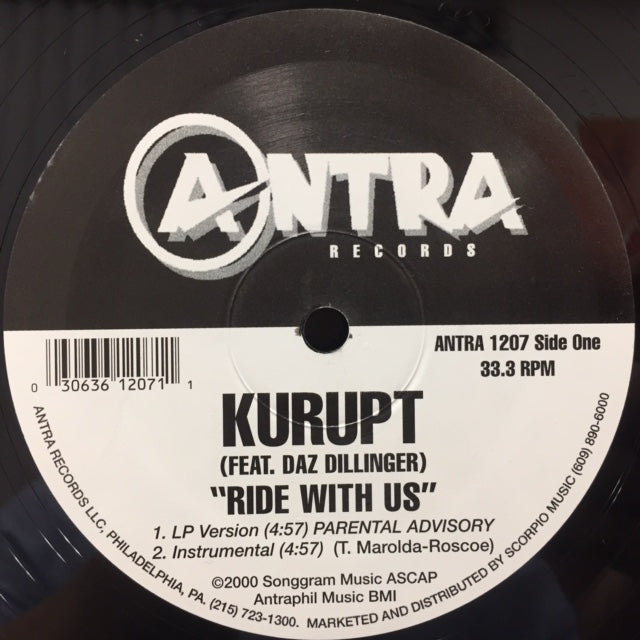 ANTRA
RECORDS
ANTRA 1207 Side One
33.3 RPM
0 30636 12071 1
KURUPT
(FEAT. DAZ DILLINGER)
"RIDE WITH US"
1. LP Version (4:57) PARENTAL ADVISORY
2. Instrumental (4:57) (T. Marolda-Roscoe)
©2000 Songgram Music ASCAP
Antraphil Music BMI
ANTRA RECORDS LLC, PHILADELPHIA, PA. (215) 723-1300. MARKETED AND DISTRIBUTED BY SCORPIO MUSIC (609) 890-6000